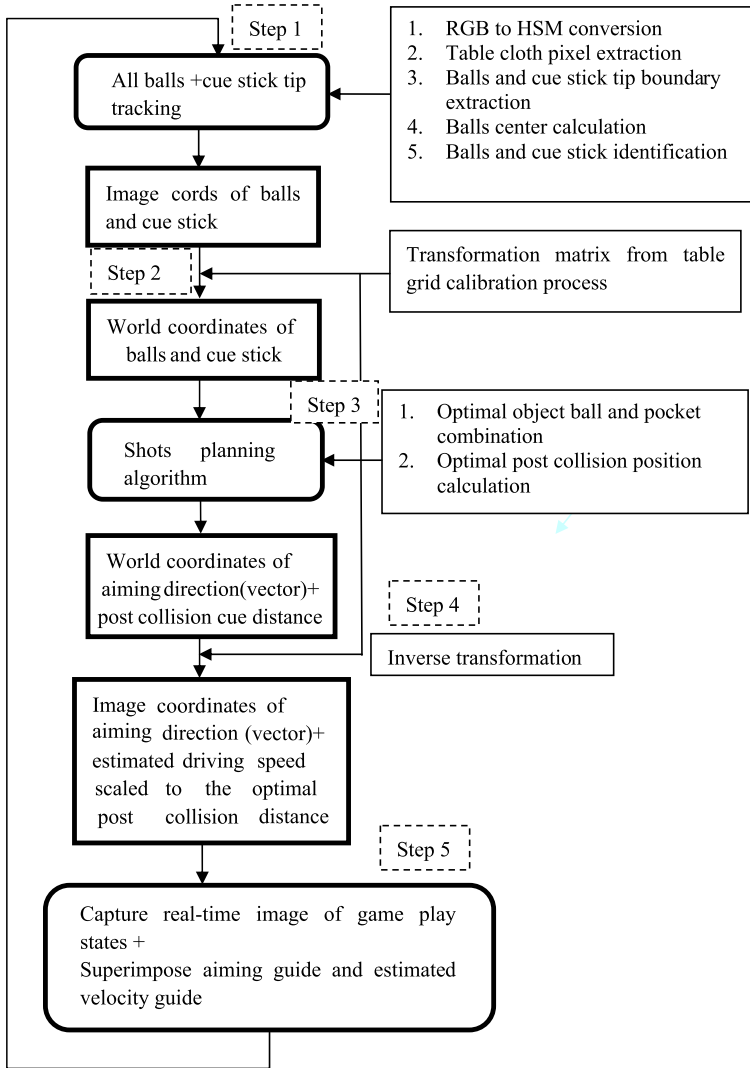 Step 1
All balls +cue stick tip
tracking
1. RGB to HSM conversion
2. Table cloth pixel extraction
3. Balls and cue stick tip boundary
extraction
4. Balls center calculation
5. Balls and cue stick identification
Image cords of balls
and cue stick
Step 2
Transformation matrix from table
grid calibration process
World coordinates of
balls and cue stick
Step 3
Shots planning
algorithm
1. Optimal object ball and pocket
combination
2. Optimal post collision position
calculation
World coordinates of
aiming direction(vector)+
post collision cue distance
Step 4
Inverse transformation
Image coordinates of
aiming direction (vector)+
estimated driving speed
scaled to the optimal
post collision distance
Step 5
Capture real-time image of game play
states +
Superimpose aiming guide and estimated
velocity guide